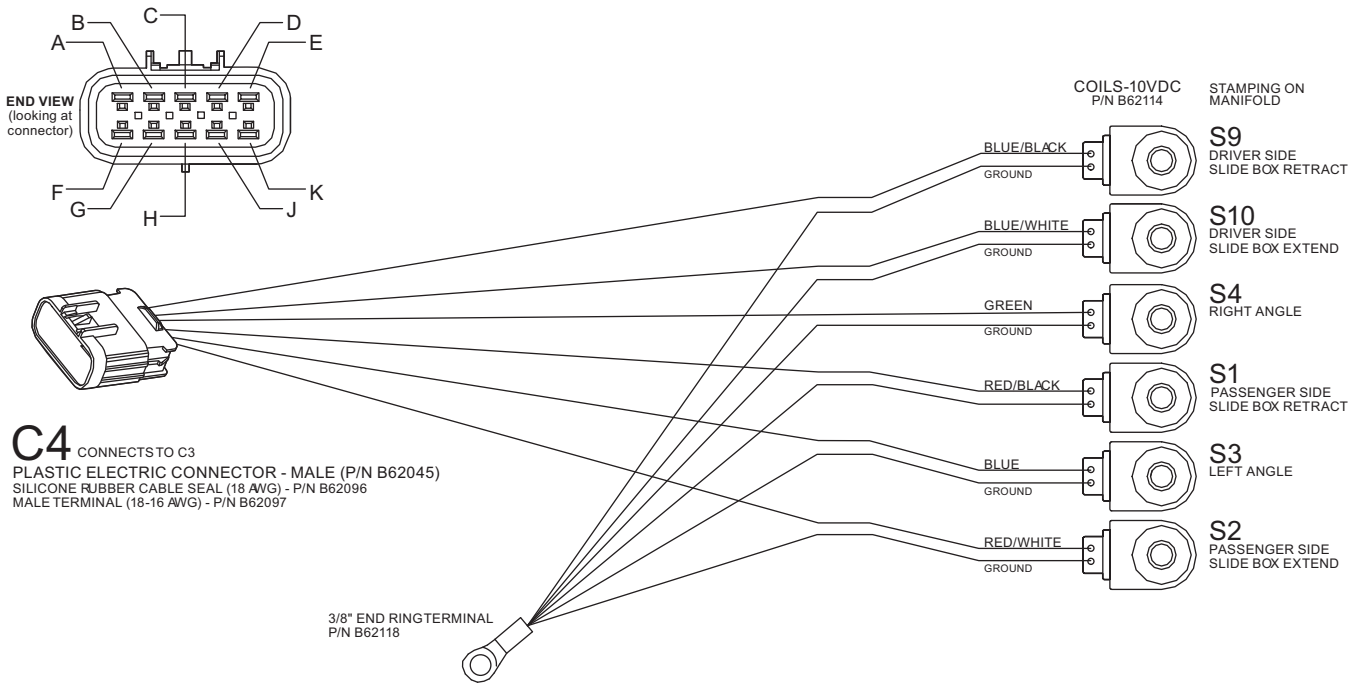 B
C
D
A
E
END VIEW
(looking at
connector)
F
G
H
J
K
COILS-10VDC
P/N B62114
STAMPING ON
MANIFOLD
BLUE/BLACK
GROUND
S9
DRIVER SIDE
SLIDE BOX RETRACT
BLUE/WHITE
GROUND
S10
DRIVER SIDE
SLIDE BOX EXTEND
GREEN
GROUND
S4
RIGHT ANGLE
RED/BLACK
S1
PASSENGER SIDE
SLIDE BOX RETRACT
BLUE
GROUND
S3
LEFT ANGLE
RED/WHITE
GROUND
S2
PASSENGER SIDE
SLIDE BOX EXTEND
C4 CONNECTS TO C3
PLASTIC ELECTRIC CONNECTOR - MALE (P/N B62045)
SILICONE RUBBER CABLE SEAL (18 AWG) - P/N B62096
MALE TERMINAL (18-16 AWG) - P/N B62097
3/8" END RING TERMINAL
P/N B62118